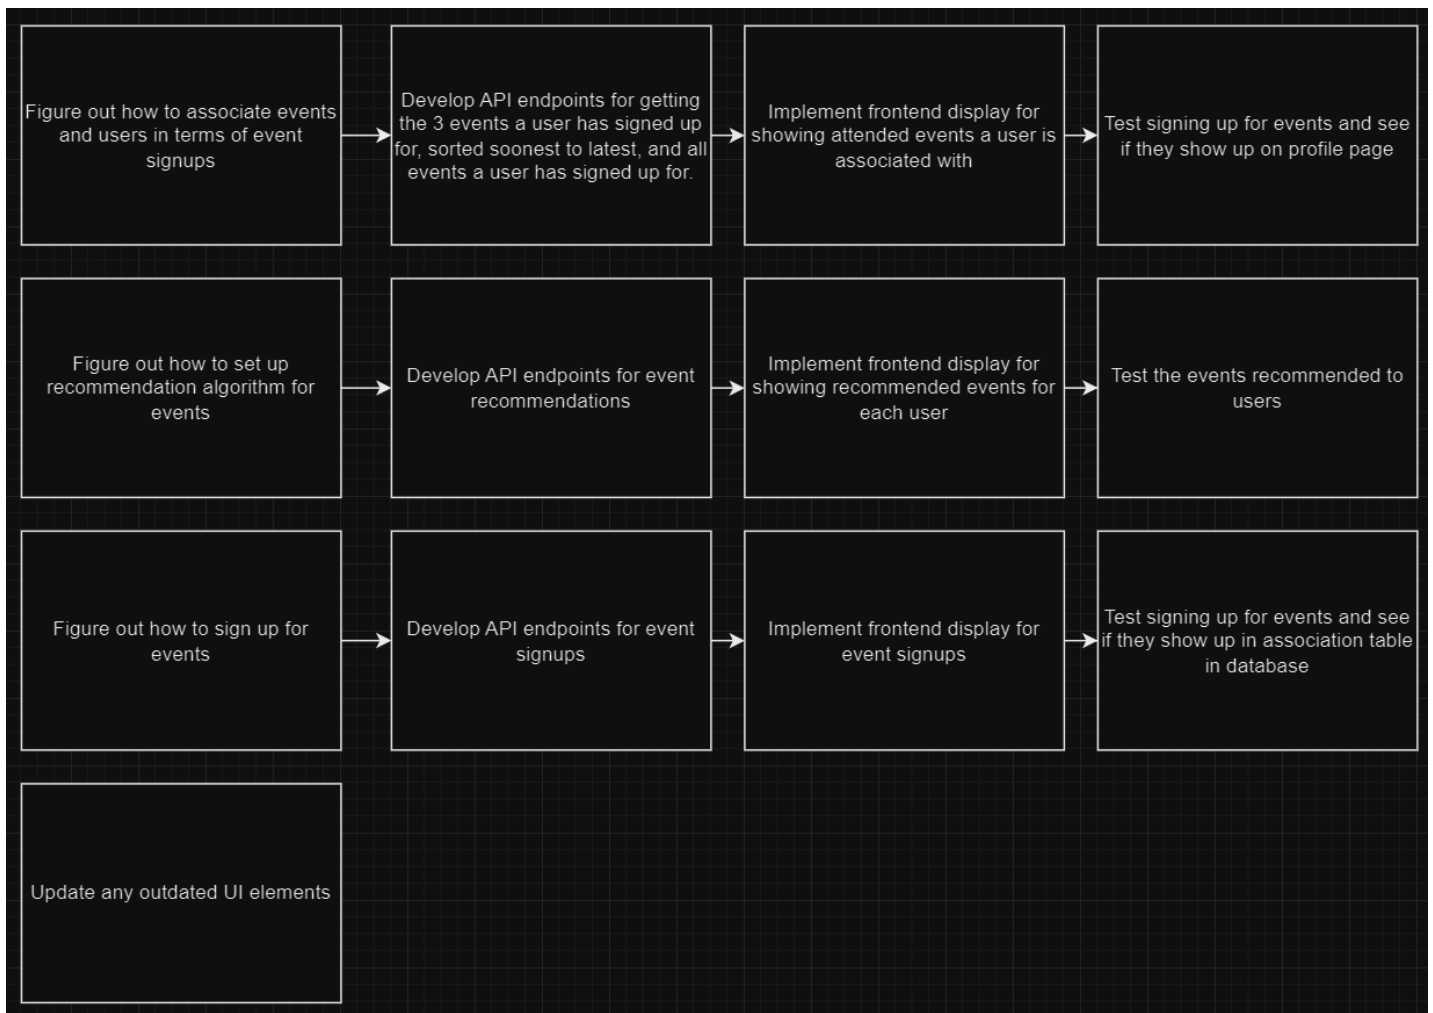 Figure out how to associate events
and users in terms of event
signups
Develop API endpoints for getting
the 3 events a user has signed up
for, sorted soonest to latest, and all
events a user has signed up for.
Implement frontend display for
showing attended events a user is
associated with
Test signing up for events and see
if they show up on profile page
Figure out how to set up
recommendation algorithm for
events
Develop API endpoints for event
recommendations
Implement frontend display for
showing recommended events for
each user
Test the events recommended to
users
Figure out how to sign up for
events
Develop API endpoints for event
signups
Implement frontend display for
event signups
Test signing up for events and see
if they show up in association table
in database
Update any outdated UI elements